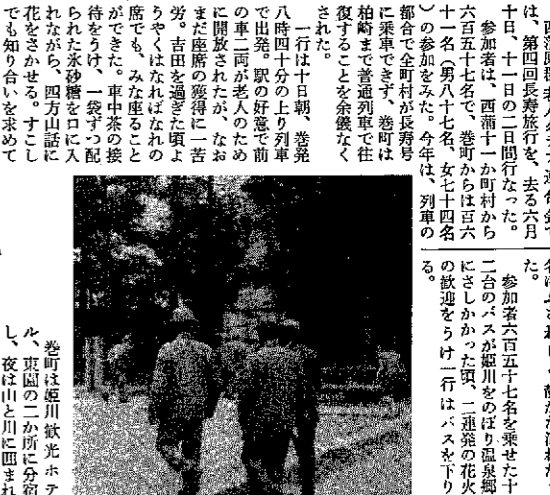 西蒲原郡老人クラブ連合会で
は、第四回長寿旅行を、去る六月
十日、十一日の二日間行なった。
参加者は、西蒲十一か町村から
六百五十七名で、巻町からは百六
十一名(男八十七名、女七十四名
)の参加をみた。今年は、列車の
都合で全町村が長寿号
に乗車できず、巻町は
柏崎まで普通列車で往
復することを余儀なく
された。
一行は十日朝、巻発
八時四十分の上り列車
で出発。駅の好意で前
の車二両が老人のため
に開放されたが、なお
まだ座席の獲得に一苦
労。吉田を過ぎた頃よ
うやくはなればなれの
席でも、みな座ること
ができた。車中茶の接
待をうけ、一袋ずつ配
られた氷砂糖を口に入
れながら、四方山話に
花をさかせる。すこし
でも知り合いを求めて
た。
参加者六百五十七名を乗せた十
二台のバスが姫川をのぼり温泉郷
にさしかかった頃、二連発の花火
の歓迎をうけ一行はバスを下り
る。
巻町は姫川観光ホテ
ル、東園の二か所に分宿
し、夜は山と川に囲まれ